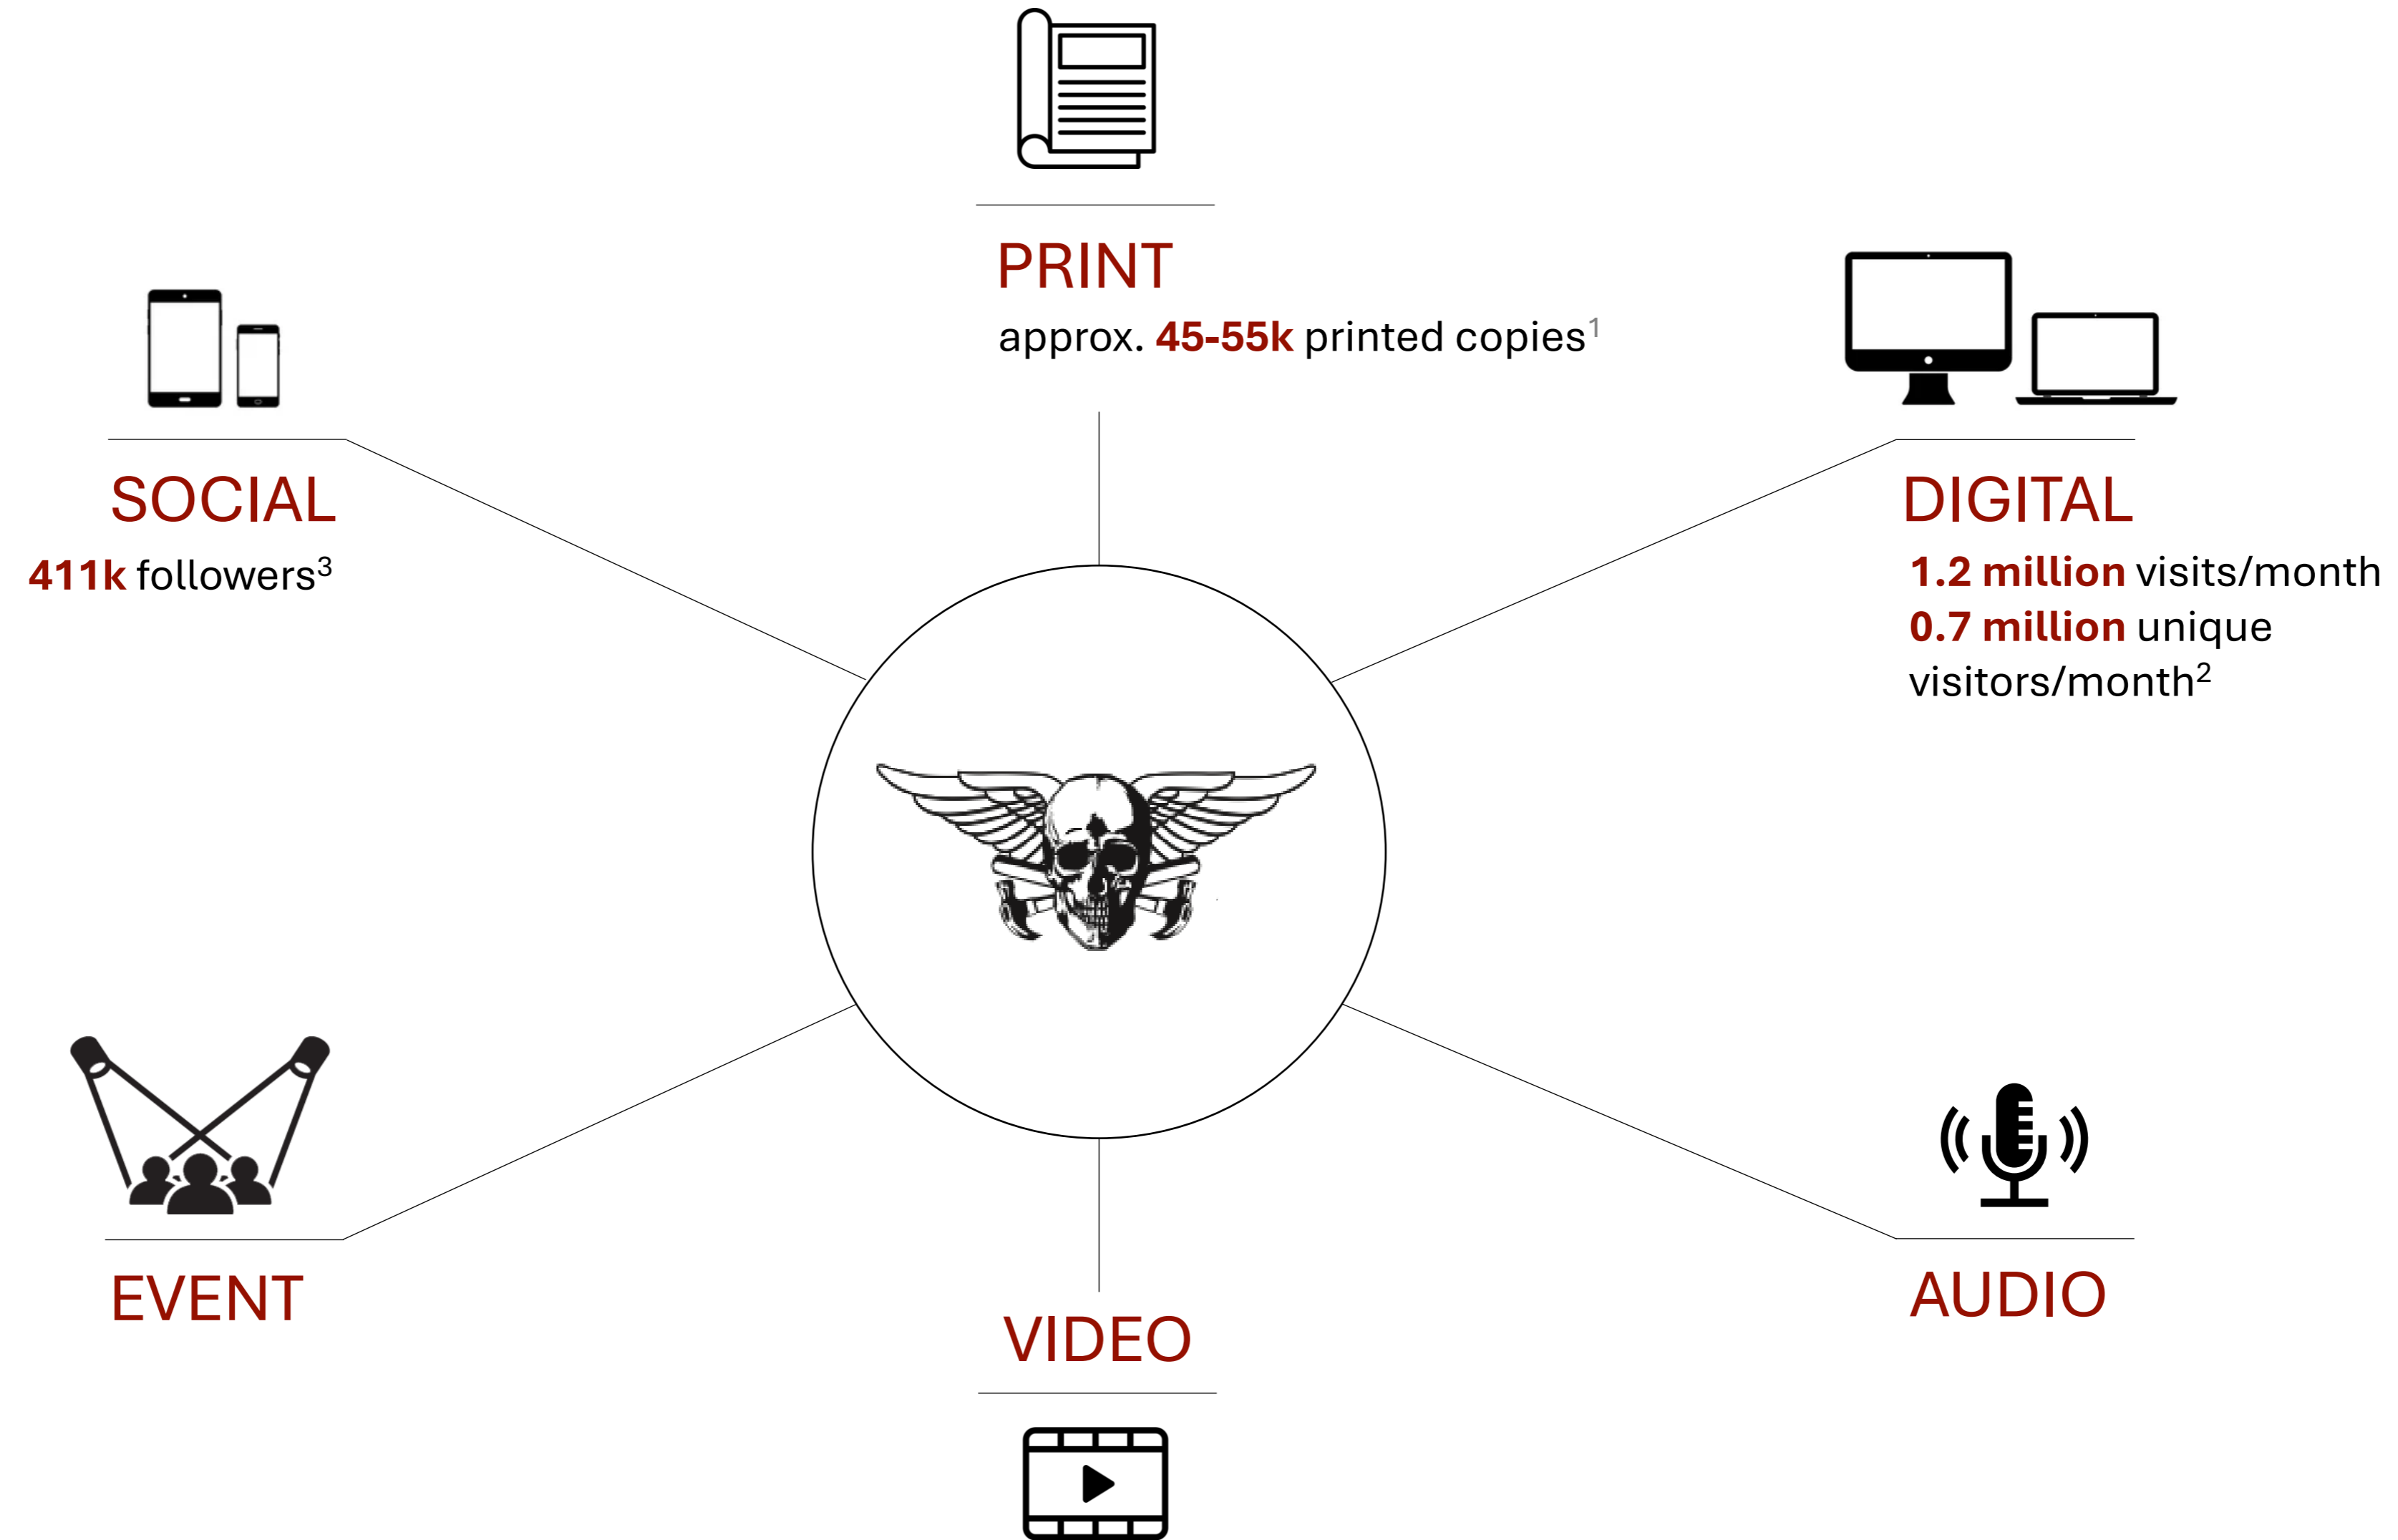 PRINT
approx. 45-55k printed copies¹
SOCIAL
411k followers³
DIGITAL
1.2 million visits/month
0.7 million unique
visitors/month²
EVENT
VIDEO
AUDIO